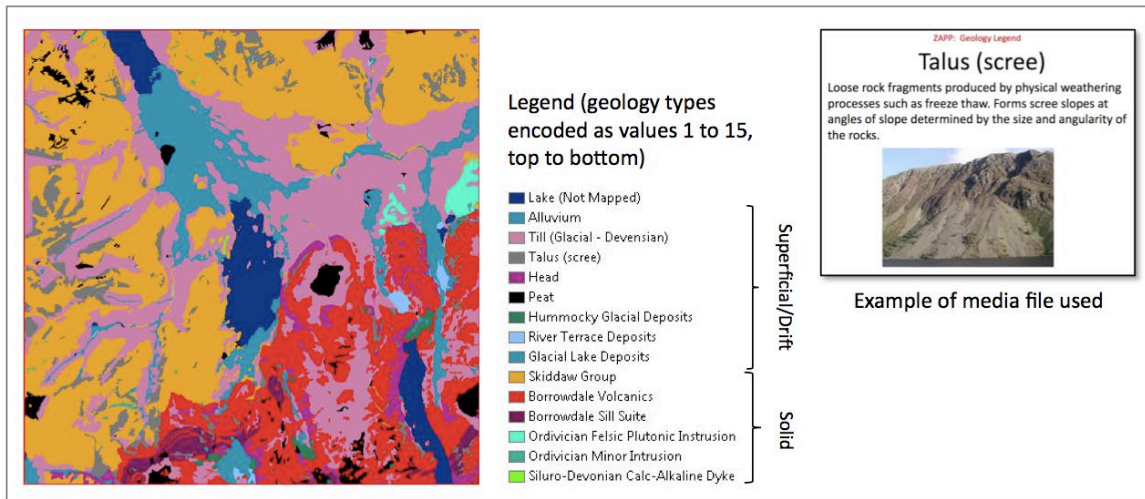 Legend (geology types
encoded as values 1 to 15,
top to bottom)
Lake (Not Mapped)
Alluvium
Till (Glacial - Devensian)
Talus (scree)
Head
Peat
Hummocky Glacial Deposits
River Terrace Deposits
Glacial Lake Deposits
Skiddaw Group
Borrowdale Volcanics
Borrowdale Sill Suite
Ordivician Felsic Plutonic Instrusion
Ordivician Minor Intrusion
Siluro-Devonian Calc-Alkaline Dyke
Superficial/Drift
Solid
ZAPP: Geology Legend
Talus (scree)
Loose rock fragments produced by physical weathering
processes such as freeze thaw. Forms scree slopes at
angles of slope determined by the size and angularity of
the rocks.
Example of media file used